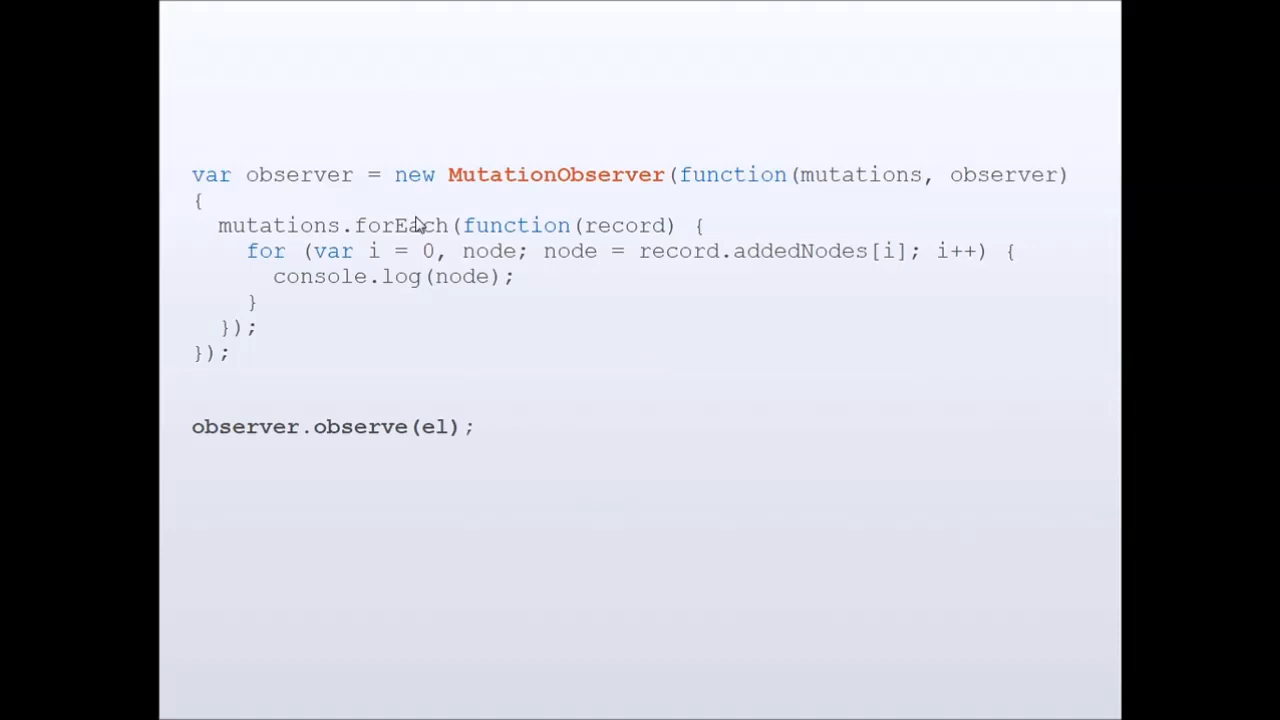 var observer = new MutationObserver(function(mutations, observer)
{
  mutations.forEach(function(record) {
    for (var i = 0, node; node = record.addedNodes[i]; i++) {
      console.log(node);
    }
  });
});
observer.observe(el);